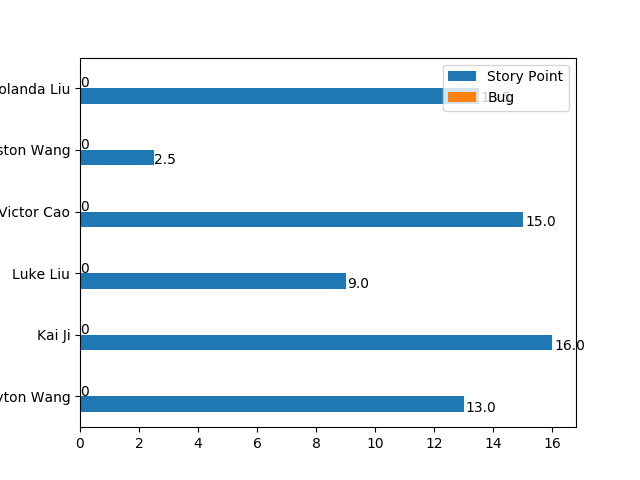 Story Point
Bug
olanda Liu
0
ston Wang
0
2.5
Victor Cao
0
15.0
Luke Liu
0
9.0
Kai Ji
0
16.0
yton Wang
0
13.0
0 2 4 6 8 10 12 14 16